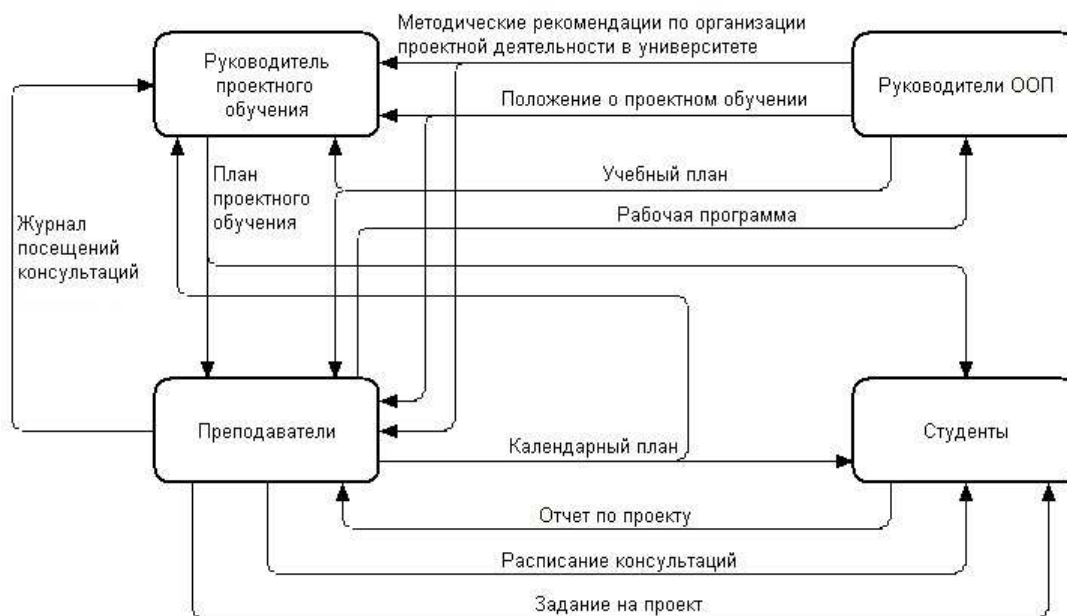 Методические рекомендации по организации
проектной деятельности в университете
Руководитель
проектного
обучения
Руководители ООП
Положение о проектном обучении
План
проектного
обучения
Учебный план
Рабочая программа
Журнал
посещений
консультаций
Преподаватели
Студенты
Календарный план
Отчет по проекту
Расписание консультаций
Задание на проект